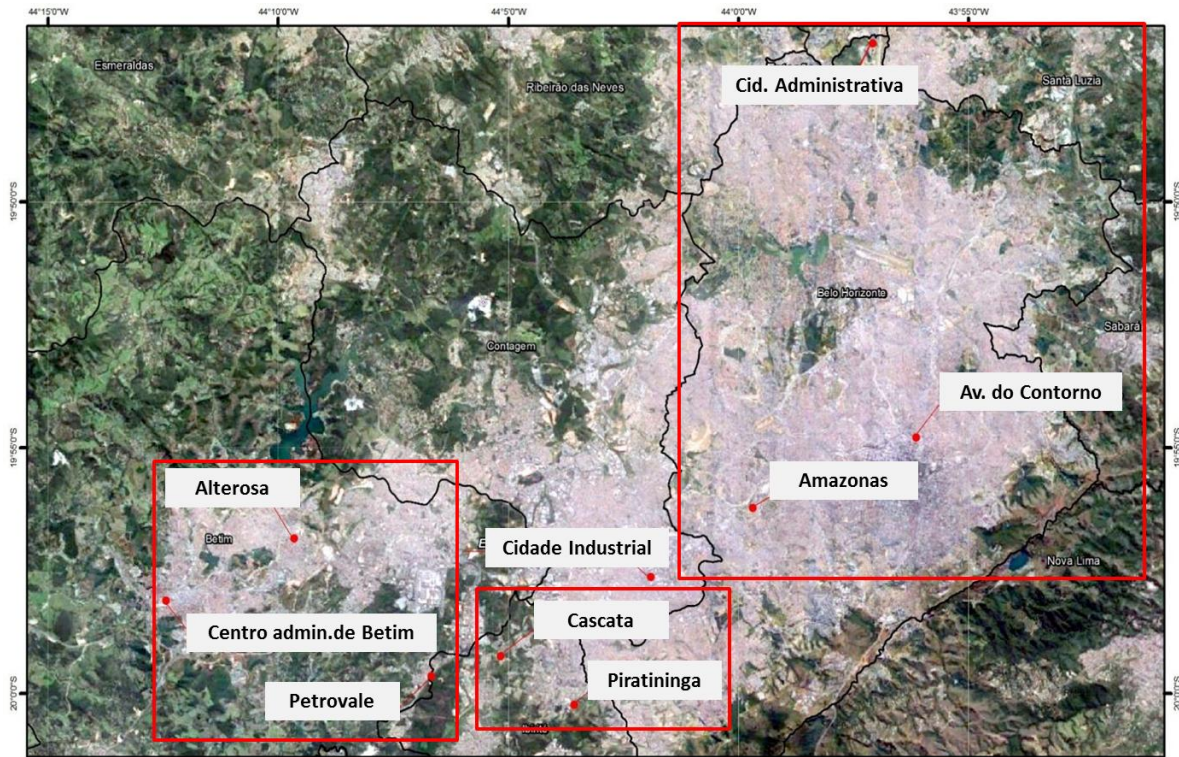 44°15'0"W
44°10'0"W
44°5'0"W
44°0'0"W
43°55'0"W
Esmeraldas
Ribeirão das Neves
Cid. Administrativa
Santa Luzia
19°50'0"S
19°50'0"S
Belo Horizonte
Contagem
Sabará
Av. do Contorno
19°55'0"S
19°55'0"S
Alterosa
Amazonas
Betim
Cidade Industrial
Nova Lima
Cascata
Centro admin.de Betim
Piratininga
Petrovale
20°0'0"S
20°0'0"S